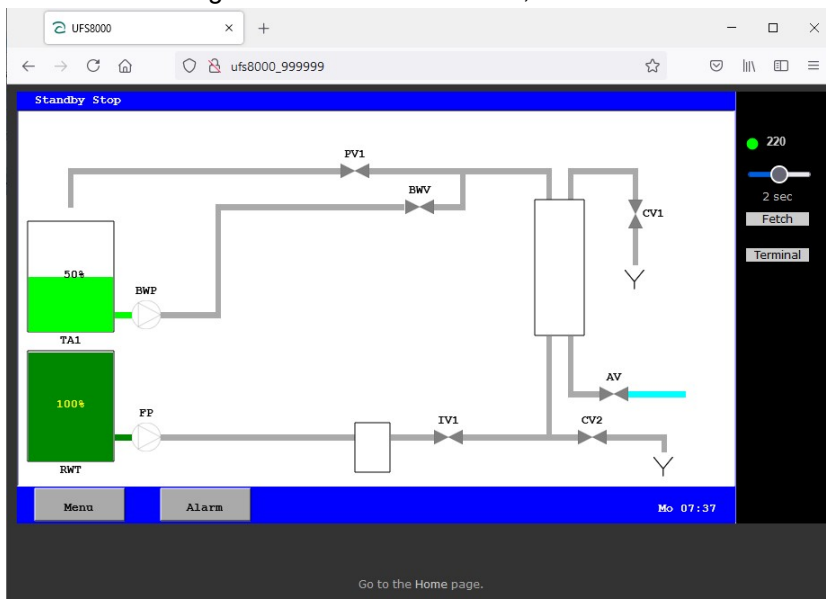 UFS8000
ufs8000_999999
Standby Stop
220
2 sec
Fetch
Terminal
PV1
BWV
CV1
50%
BWP
TA1
AV
100%
FP
IV1
CV2
RWT
Menu
Alarm
Mo 07:37
Go to the Home page.